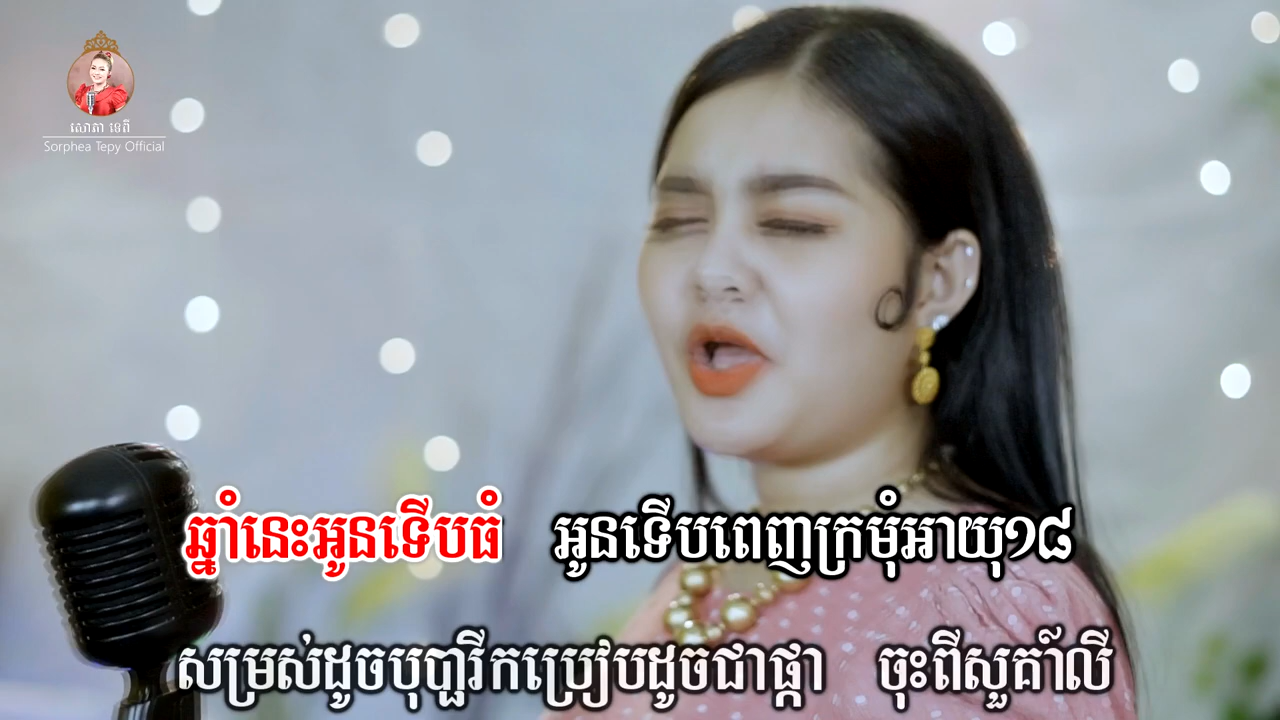 សោភា ទេពី
Sorphea Tepy Official
ឆ្នាំនេះអូនទើបធំ អូនទើបពេញក្រមុំអាយុ១៨
សម្រស់ដូចបុប្ផារីកប្រៀបដូចជាផ្កា ចុះពីសួគ៌ាល័យ